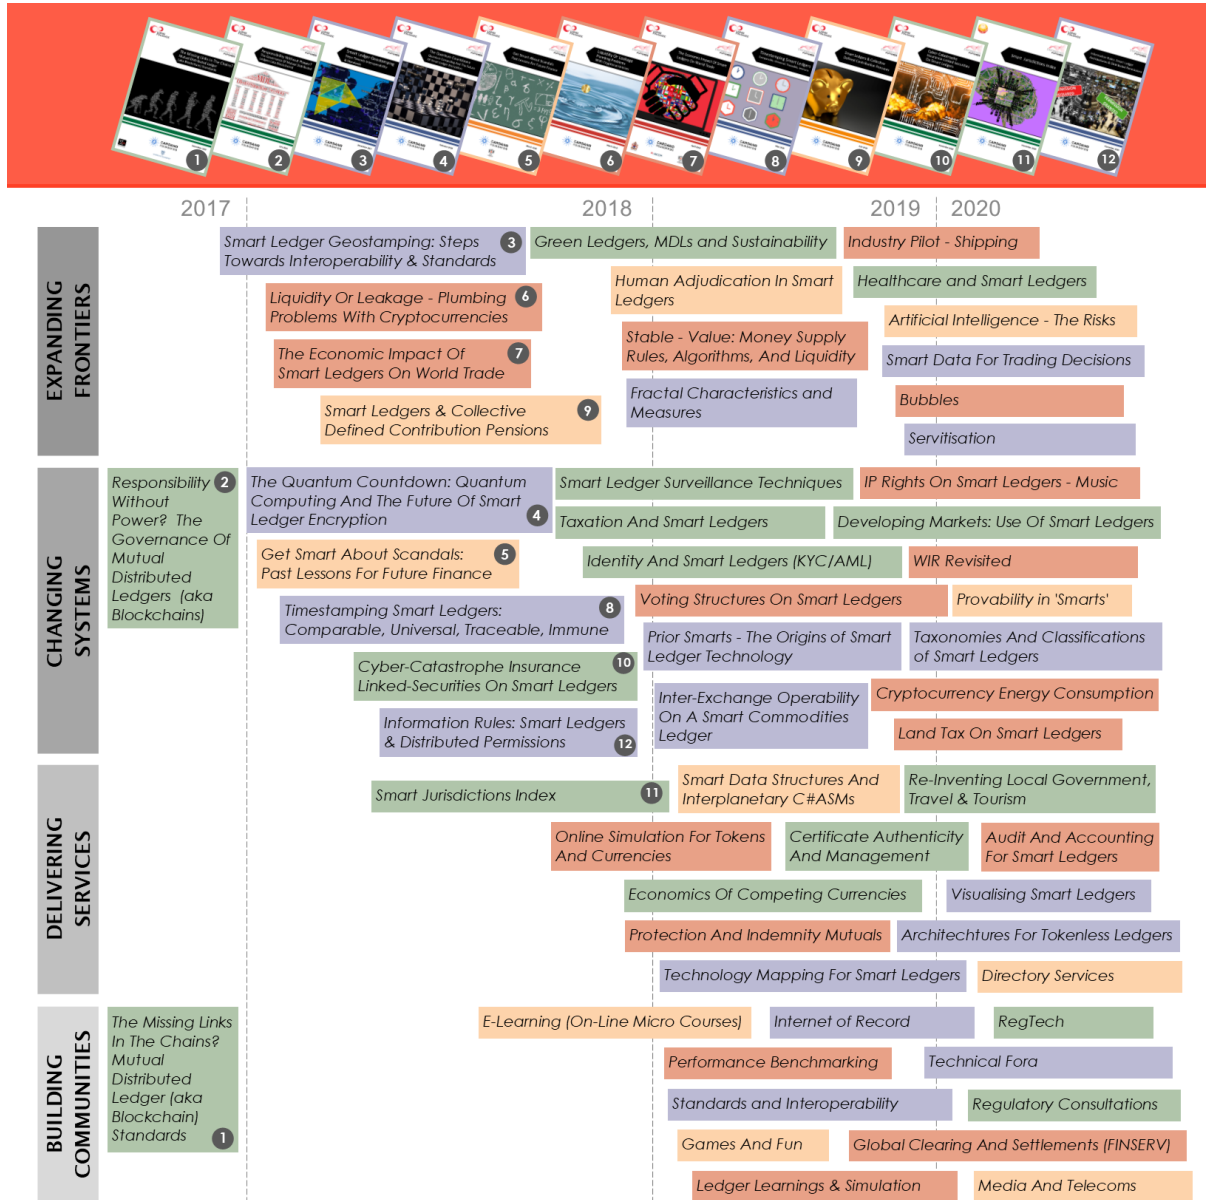 1
2
3
4
5
6
7
8
9
10
11
12
2017
2018
2019
2020
EXPANDING
FRONTIERS
Smart Ledger Geostamping: Steps
Towards Interoperability & Standards
3
Green Ledgers, MDLs and Sustainability
Industry Pilot - Shipping
Liquidity Or Leakage - Plumbing
Problems With Cryptocurrencies
6
Human Adjudication In Smart
Ledgers
Healthcare and Smart Ledgers
Artificial Intelligence - The Risks
The Economic Impact Of
Smart Ledgers On World Trade
7
Stable - Value: Money Supply
Rules, Algorithms, And Liquidity
Smart Data For Trading Decisions
Smart Ledgers & Collective
Defined Contribution Pensions
9
Fractal Characteristics and
Measures
Bubbles
Servitisation
CHANGING
SYSTEMS
Responsibility
Without
Power? The
Governance Of
Mutual
Distributed
Ledgers (aka
Blockchains)
2
The Quantum Countdown: Quantum
Computing And The Future Of Smart
Ledger Encryption
4
Smart Ledger Surveillance Techniques
IP Rights On Smart Ledgers - Music
Taxation And Smart Ledgers
Developing Markets: Use Of Smart Ledgers
Get Smart About Scandals:
Past Lessons For Future Finance
5
Identity And Smart Ledgers (KYC/AML)
WIR Revisited
Timestamping Smart Ledgers:
Comparable, Universal, Traceable, Immune
8
Voting Structures On Smart Ledgers
Provability in 'Smarts'
Prior Smarts - The Origins of Smart
Ledger Technology
Taxonomies And Classifications
of Smart Ledgers
Cyber-Catastrophe Insurance
Linked-Securities On Smart Ledgers
10
Inter-Exchange Operability
On A Smart Commodities
Ledger
Cryptocurrency Energy Consumption
Information Rules: Smart Ledgers
& Distributed Permissions
12
Land Tax On Smart Ledgers
DELIVERING
SERVICES
Smart Jurisdictions Index
11
Smart Data Structures And
Interplanetary C#ASMs
Re-Inventing Local Government,
Travel & Tourism
Online Simulation For Tokens
And Currencies
Certificate Authenticity
And Management
Audit And Accounting
For Smart Ledgers
Economics Of Competing Currencies
Visualising Smart Ledgers
Protection And Indemnity Mutuals
Architechtures For Tokenless Ledgers
Technology Mapping For Smart Ledgers
Directory Services
BUILDING
COMMUNITIES
The Missing Links
In The Chains?
Mutual
Distributed
Ledger (aka
Blockchain)
Standards
1
E-Learning (On-Line Micro Courses)
Internet of Record
RegTech
Performance Benchmarking
Technical Fora
Standards and Interoperability
Regulatory Consultations
Games And Fun
Global Clearing And Settlements (FINSERV)
Ledger Learnings & Simulation
Media And Telecoms